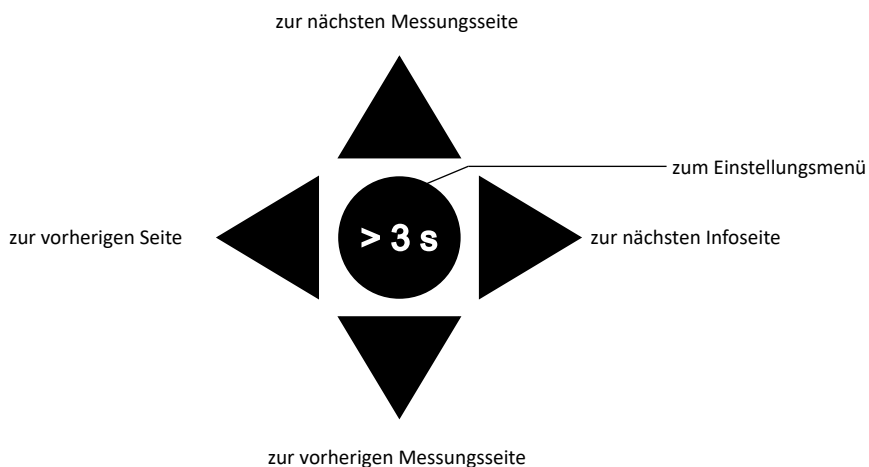 zur nächsten Messungsseite
zum Einstellungsmenü
zur vorherigen Seite
> 3 s
zur nächsten Infoseite
zur vorherigen Messungsseite